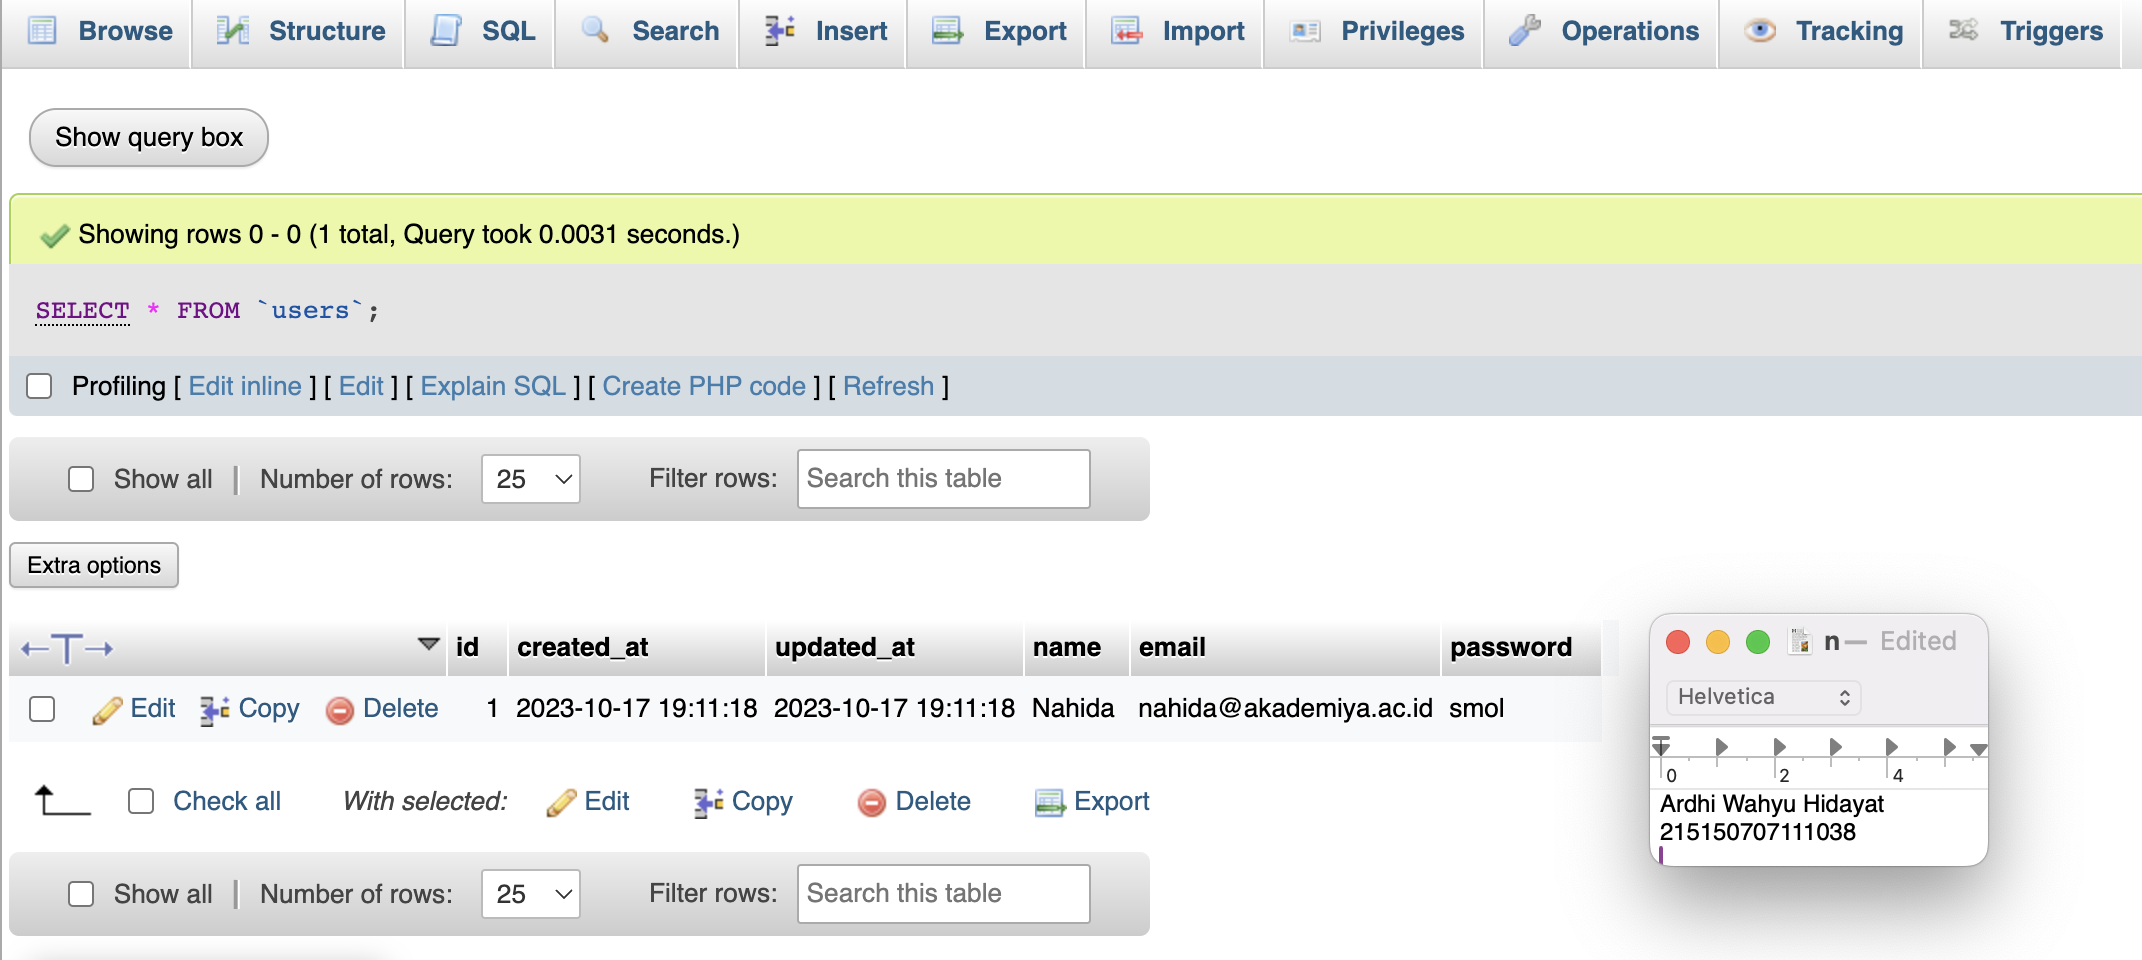 Browse Structure SQL Search Insert Export Import Privileges Operations Tracking Triggers
Show query box
Showing rows 0 - 0 (1 total, Query took 0.0031 seconds.)
SELECT * FROM `users`;
Profiling [ Edit inline ] [ Edit ] [ Explain SQL ] [ Create PHP code ] [ Refresh ]
Show all | Number of rows: 25 Filter rows: Search this table
Extra options
id created_at updated_at name email password
Edit Copy Delete 1 2023-10-17 19:11:18 2023-10-17 19:11:18 Nahida nahida@akademiya.ac.id smol
Check all With selected: Edit Copy Delete Export
Show all | Number of rows: 25 Filter rows: Search this table
n — Edited
Helvetica
0 2 4
Ardhi Wahyu Hidayat
215150707111038